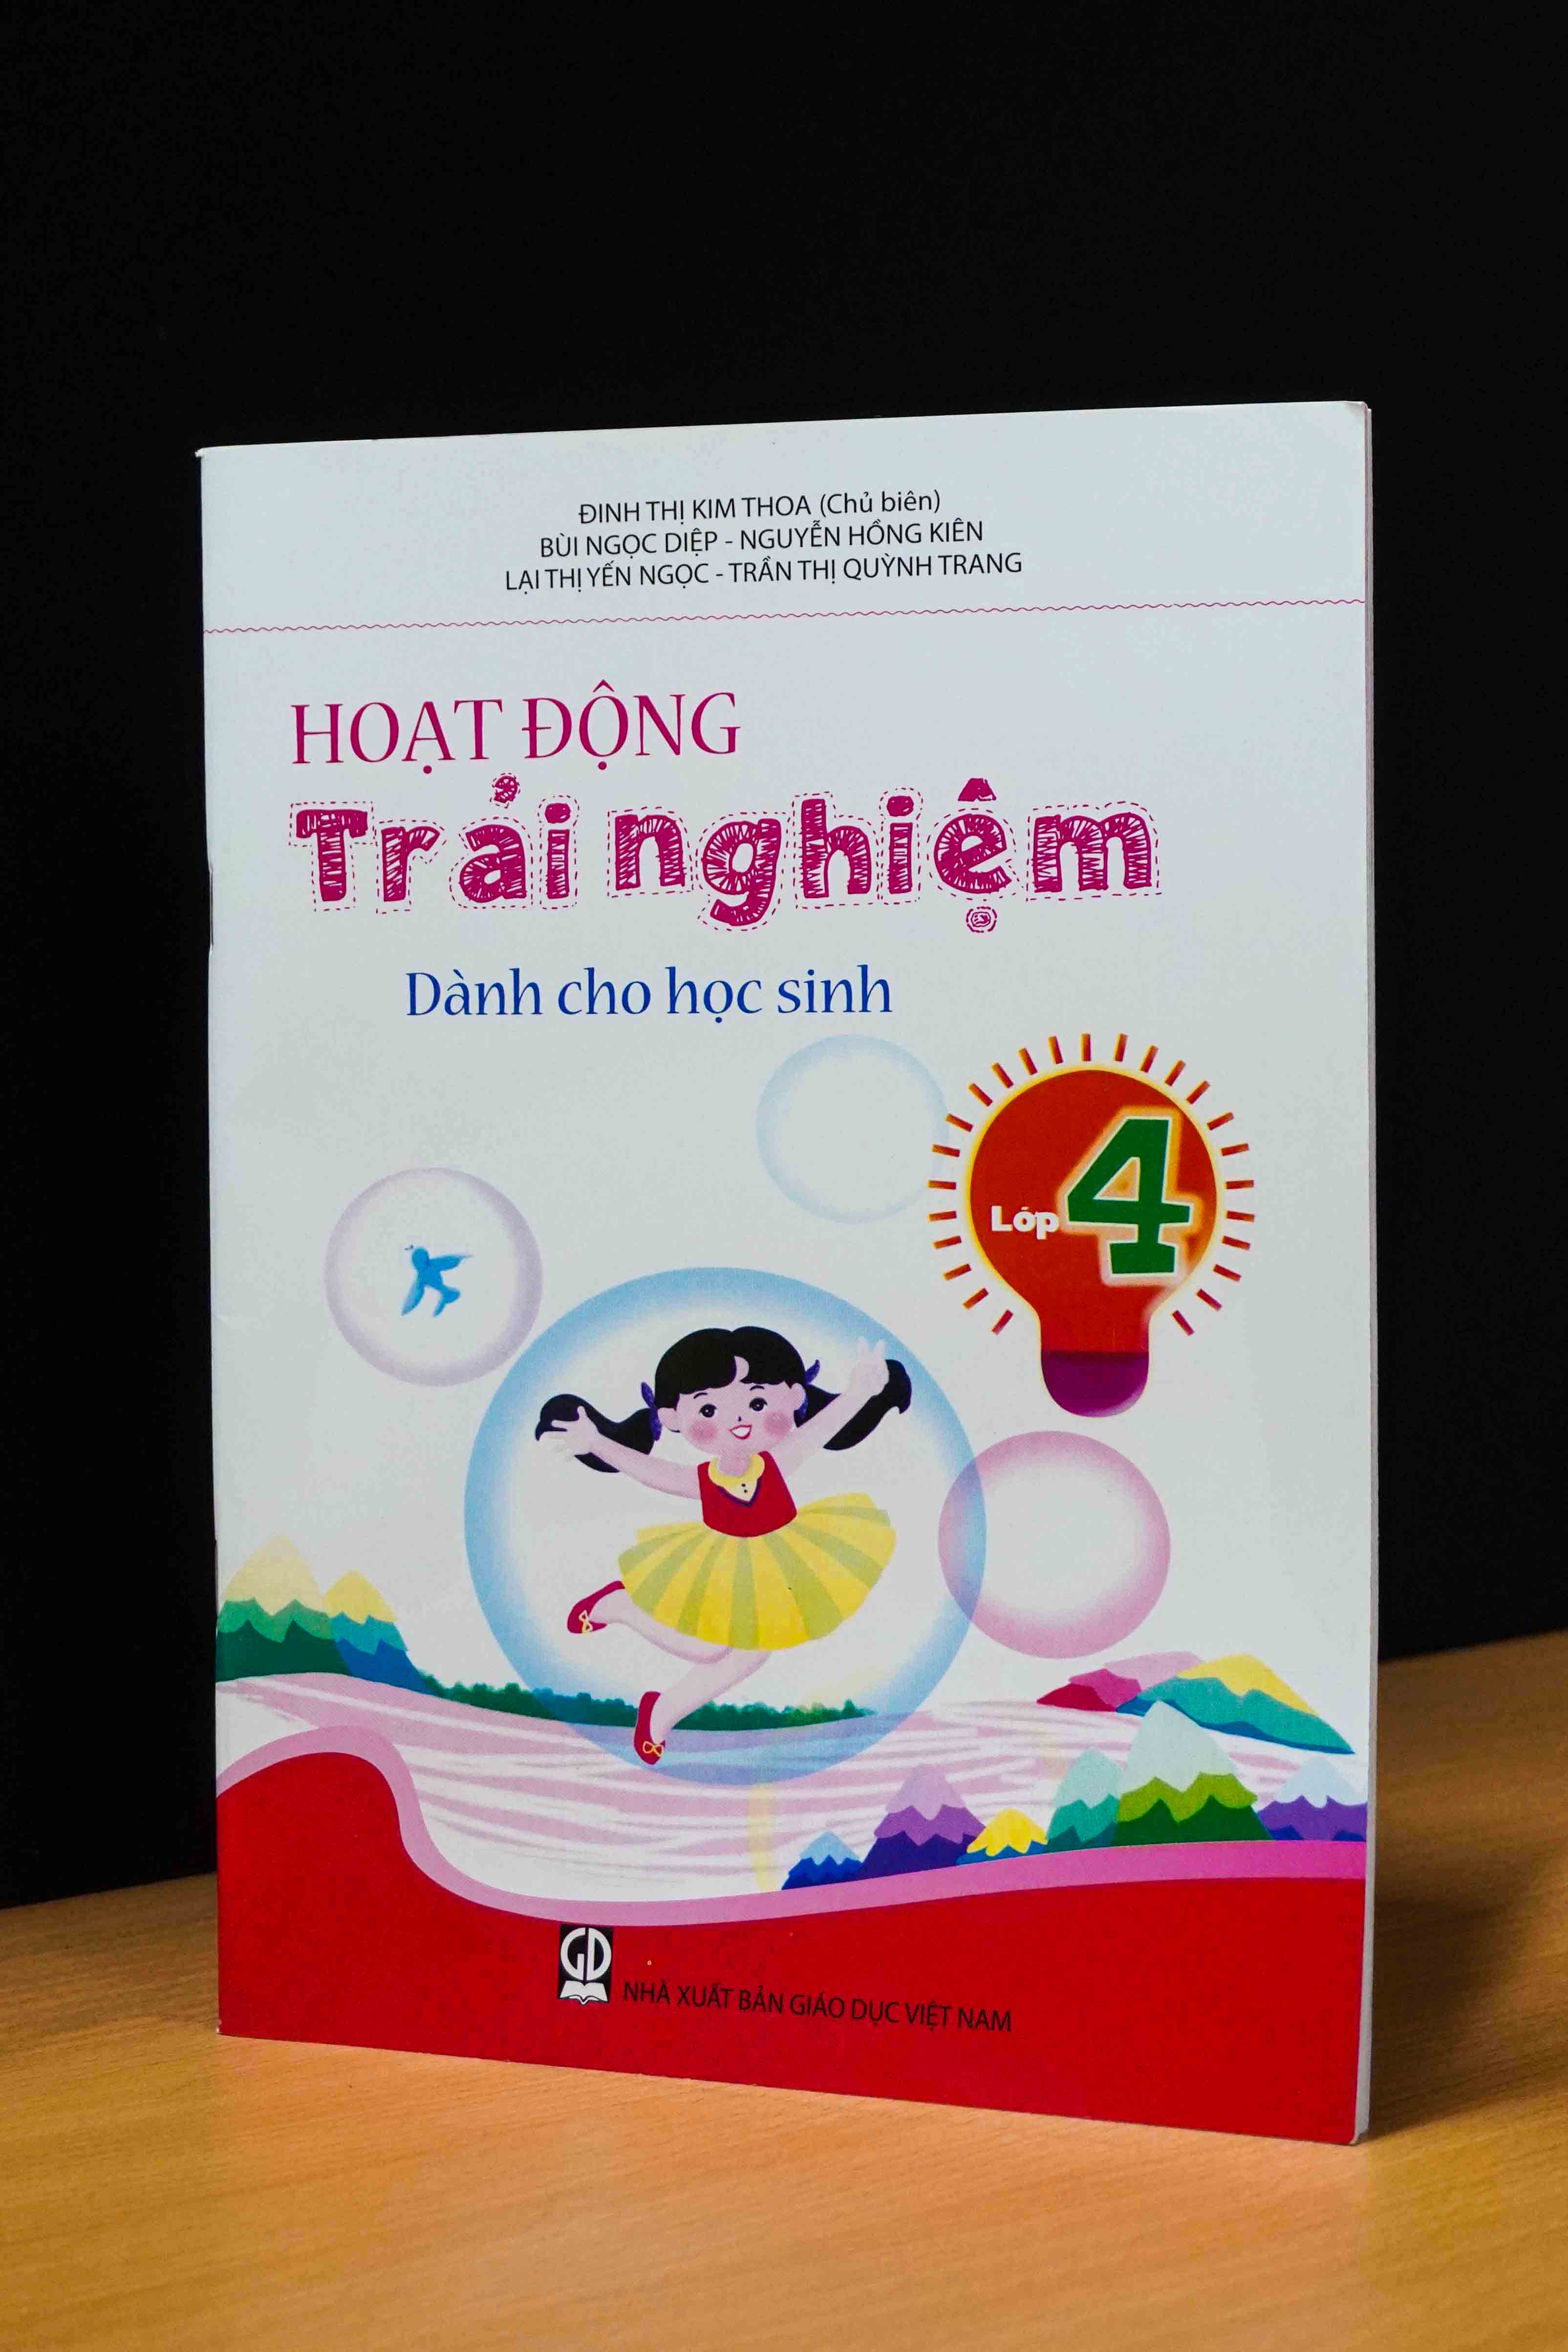 ĐINH THỊ KIM THOA (Chủ biên)
BÙI NGỌC DIỆP - NGUYỄN HỒNG KIÊN
LẠI THỊ YẾN NGỌC - TRẦN THỊ QUỲNH TRANG
HOẠT ĐỘNG
Trải nghiệm
Dành cho học sinh
Lớp 4
GD
NHÀ XUẤT BẢN GIÁO DỤC VIỆT NAM